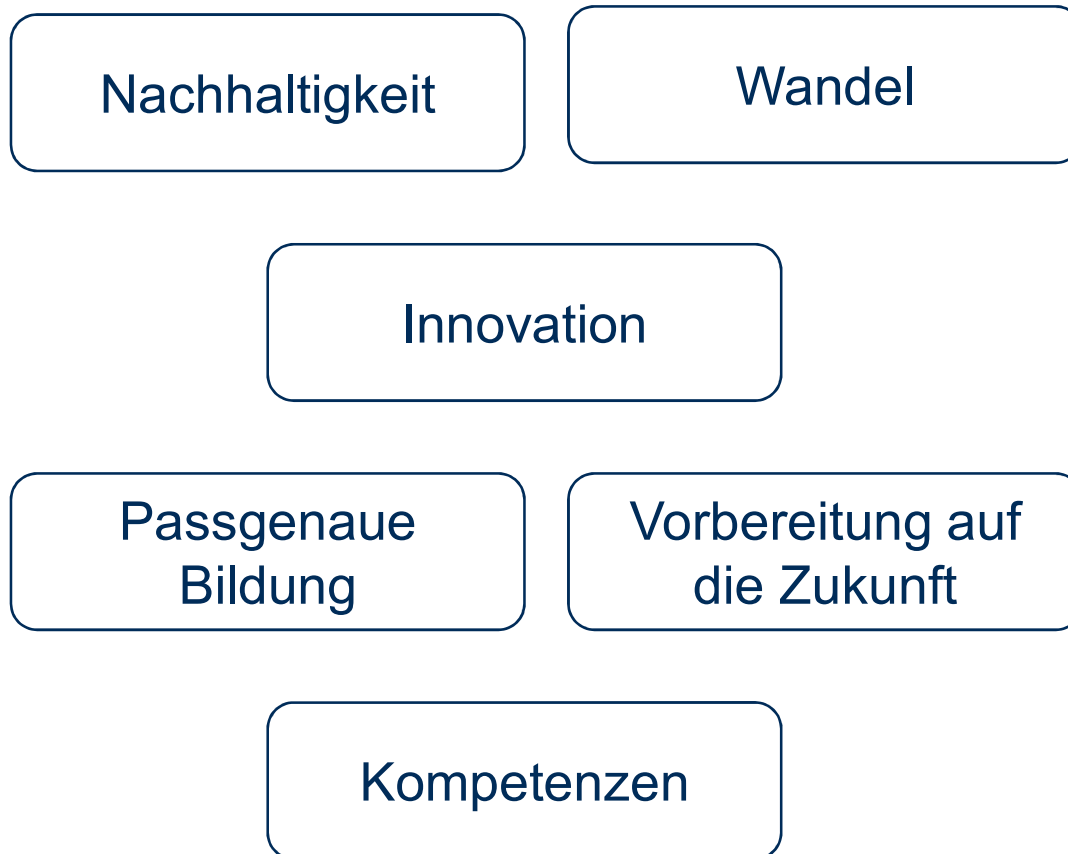 Nachhaltigkeit
Wandel
Innovation
Passgenaue
Bildung
Vorbereitung auf
die Zukunft
Kompetenzen